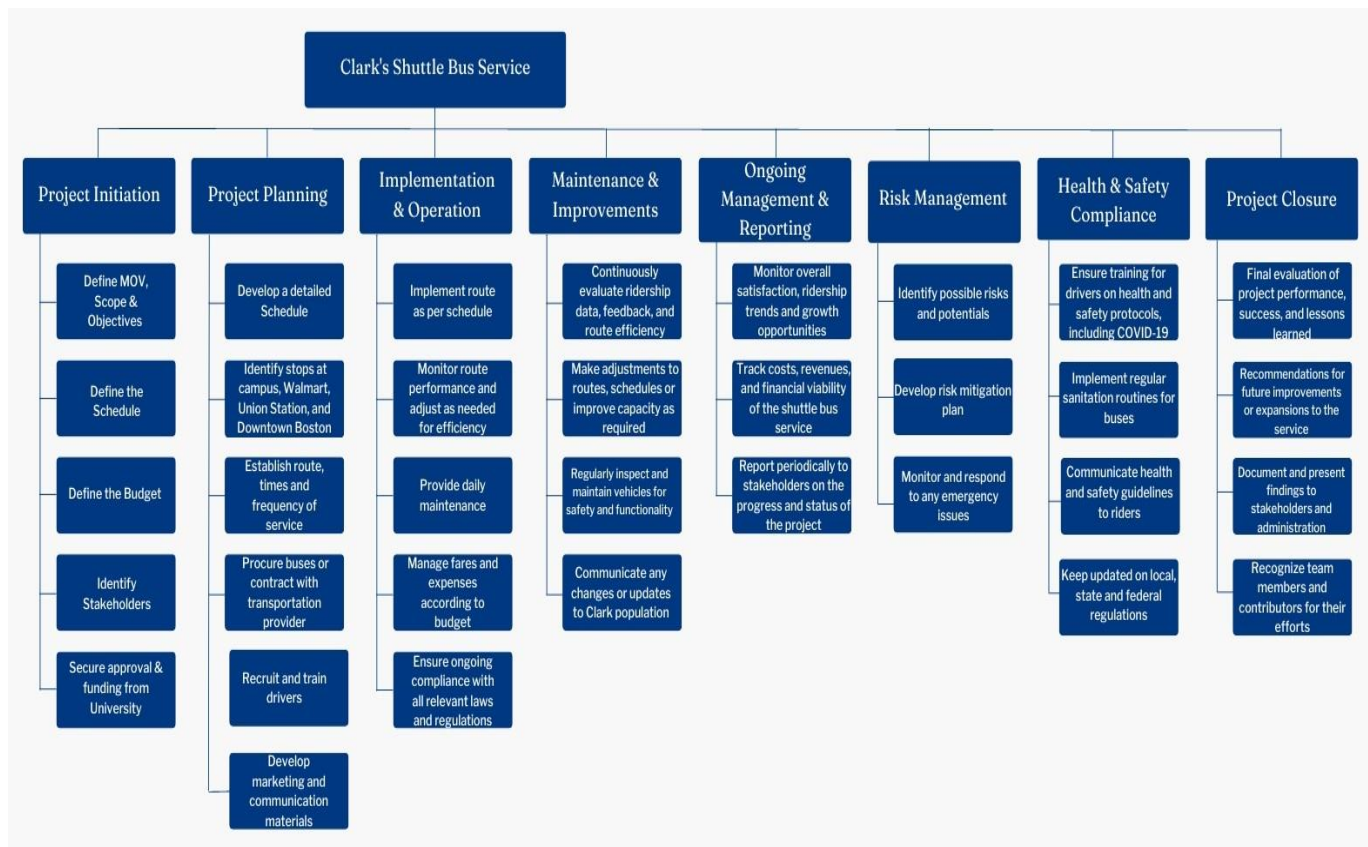 Clark's Shuttle Bus Service
Project Initiation
Define MOV,
Scope &
Objectives
Define the
Schedule
Define the Budget
Identify
Stakeholders
Secure approval &
funding from
University
Project Planning
Develop a detailed
Schedule
Identify stops at
campus, Walmart,
Union Station, and
Downtown Boston
Establish route,
times and
frequency of
service
Procure buses or
contract with
transportation
provider
Recruit and train
drivers
Develop
marketing and
communication
materials
Implementation
& Operation
Implement route
as per schedule
Monitor route
performance and
adjust as needed
for efficiency
Provide daily
maintenance
Manage fares and
expenses
according to
budget
Ensure ongoing
compliance with
all relevant laws
and regulations
Maintenance &
Improvements
Continuously
evaluate ridership
data, feedback, and
route efficiency
Make adjustments to
routes, schedules or
improve capacity as
required
Regularly inspect and
maintain vehicles for
safety and functionality
Communicate any
changes or updates
to Clark population
Ongoing
Management &
Reporting
Monitor overall
satisfaction, ridership
trends and growth
opportunities
Track costs, revenues,
and financial viability
of the shuttle bus
service
Report periodically to
stakeholders on the
progress and status of
the project
Risk Management
Identify possible risks
and potentials
Develop risk mitigation
plan
Monitor and respond
to any emergency
issues
Health & Safety
Compliance
Ensure training for
drivers on health and
safety protocols,
including COVID-19
Implement regular
sanitation routines for
buses
Communicate health
and safety guidelines
to riders
Keep updated on local,
state and federal
regulations
Project Closure
Final evaluation of
project performance,
success, and lessons
learned
Recommendations for
future improvements
or expansions to the
service
Document and present
findings to
stakeholders and
administration
Recognize team
members and
contributors for their
efforts